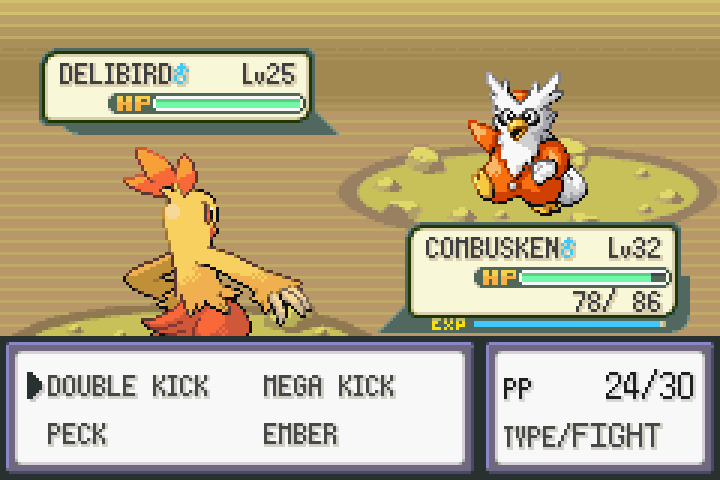 DELIBIRD♂ Lv25
HP
COMBUSKEN♂ Lv32
HP
78/ 86
EXP
DOUBLE KICK MEGA KICK
PECK EMBER
PP 24/30
TYPE/FIGHT